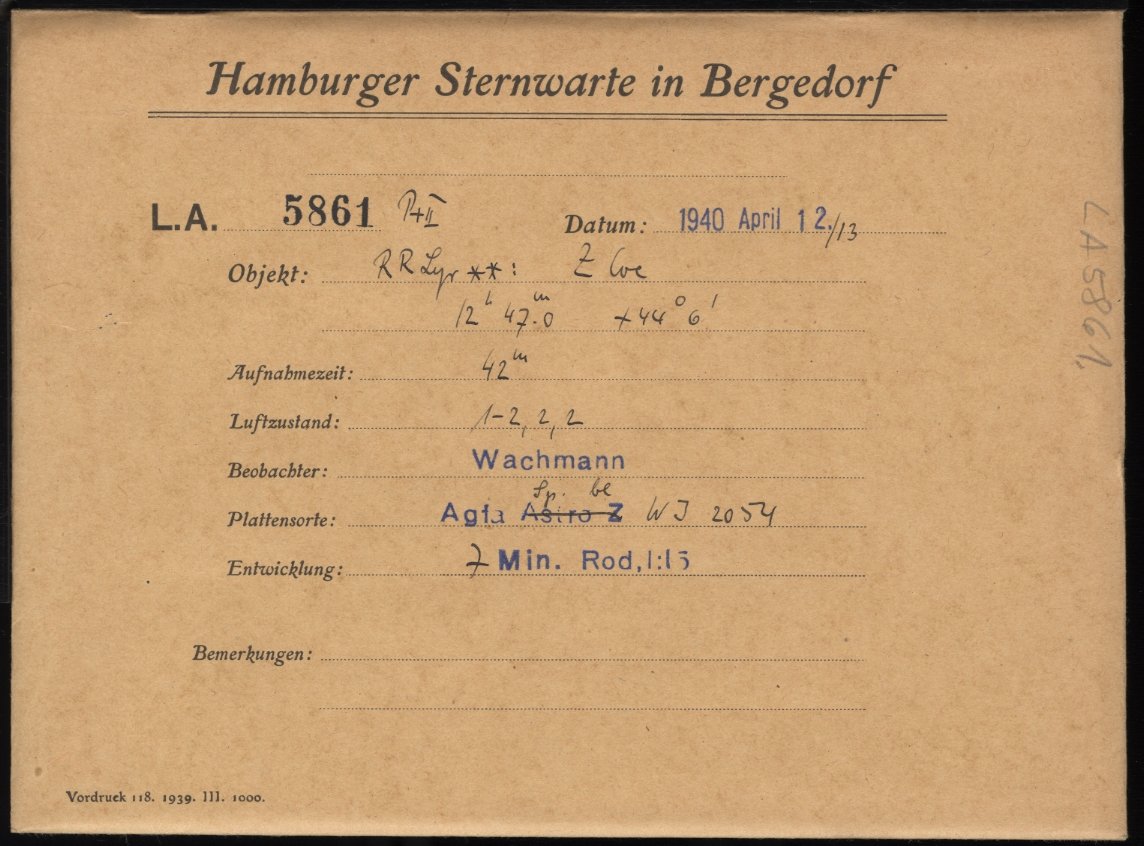 Hamburger Sternwarte in Bergedorf
L.A. 5861 P+II Datum: 1940 April 12./13
Objekt: RR Lyr **: Z
12h 47.m0 +44° 6'
Aufnahmezeit: 42m
Luftzustand: 1-2, 2, 2
Beobachter: Wachmann
Sp. be
Plattensorte: Agfa Astro Z WJ 2054
Entwicklung: 7 Min. Rod, 1:15
Bemerkungen:
Vordruck 118. 1939. III. 1000.
LA 5861